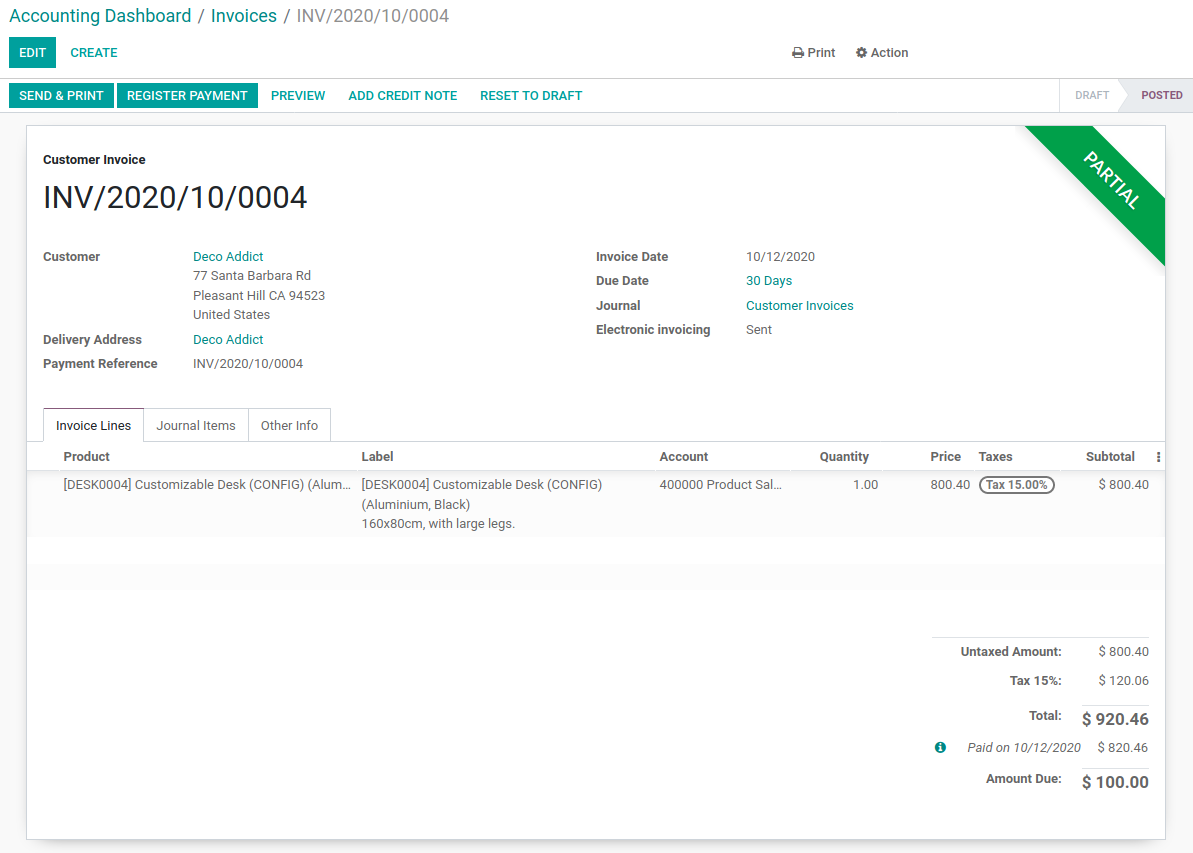 Accounting Dashboard / Invoices / INV/2020/10/0004
EDIT CREATE Print Action
SEND & PRINT REGISTER PAYMENT PREVIEW ADD CREDIT NOTE RESET TO DRAFT DRAFT POSTED
PARTIAL
Customer Invoice
INV/2020/10/0004
Customer Deco Addict Invoice Date 10/12/2020
77 Santa Barbara Rd Due Date 30 Days
Pleasant Hill CA 94523 Journal Customer Invoices
United States Electronic invoicing Sent
Delivery Address Deco Addict
Payment Reference INV/2020/10/0004
Invoice Lines Journal Items Other Info
Product Label Account Quantity Price Taxes Subtotal
[DESK0004] Customizable Desk (CONFIG) (Alum... [DESK0004] Customizable Desk (CONFIG) 400000 Product Sal... 1.00 800.40 Tax 15.00% $ 800.40
(Aluminium, Black)
160x80cm, with large legs.
Untaxed Amount: $ 800.40
Tax 15%: $ 120.06
Total: $ 920.46
Paid on 10/12/2020 $ 820.46
Amount Due: $ 100.00